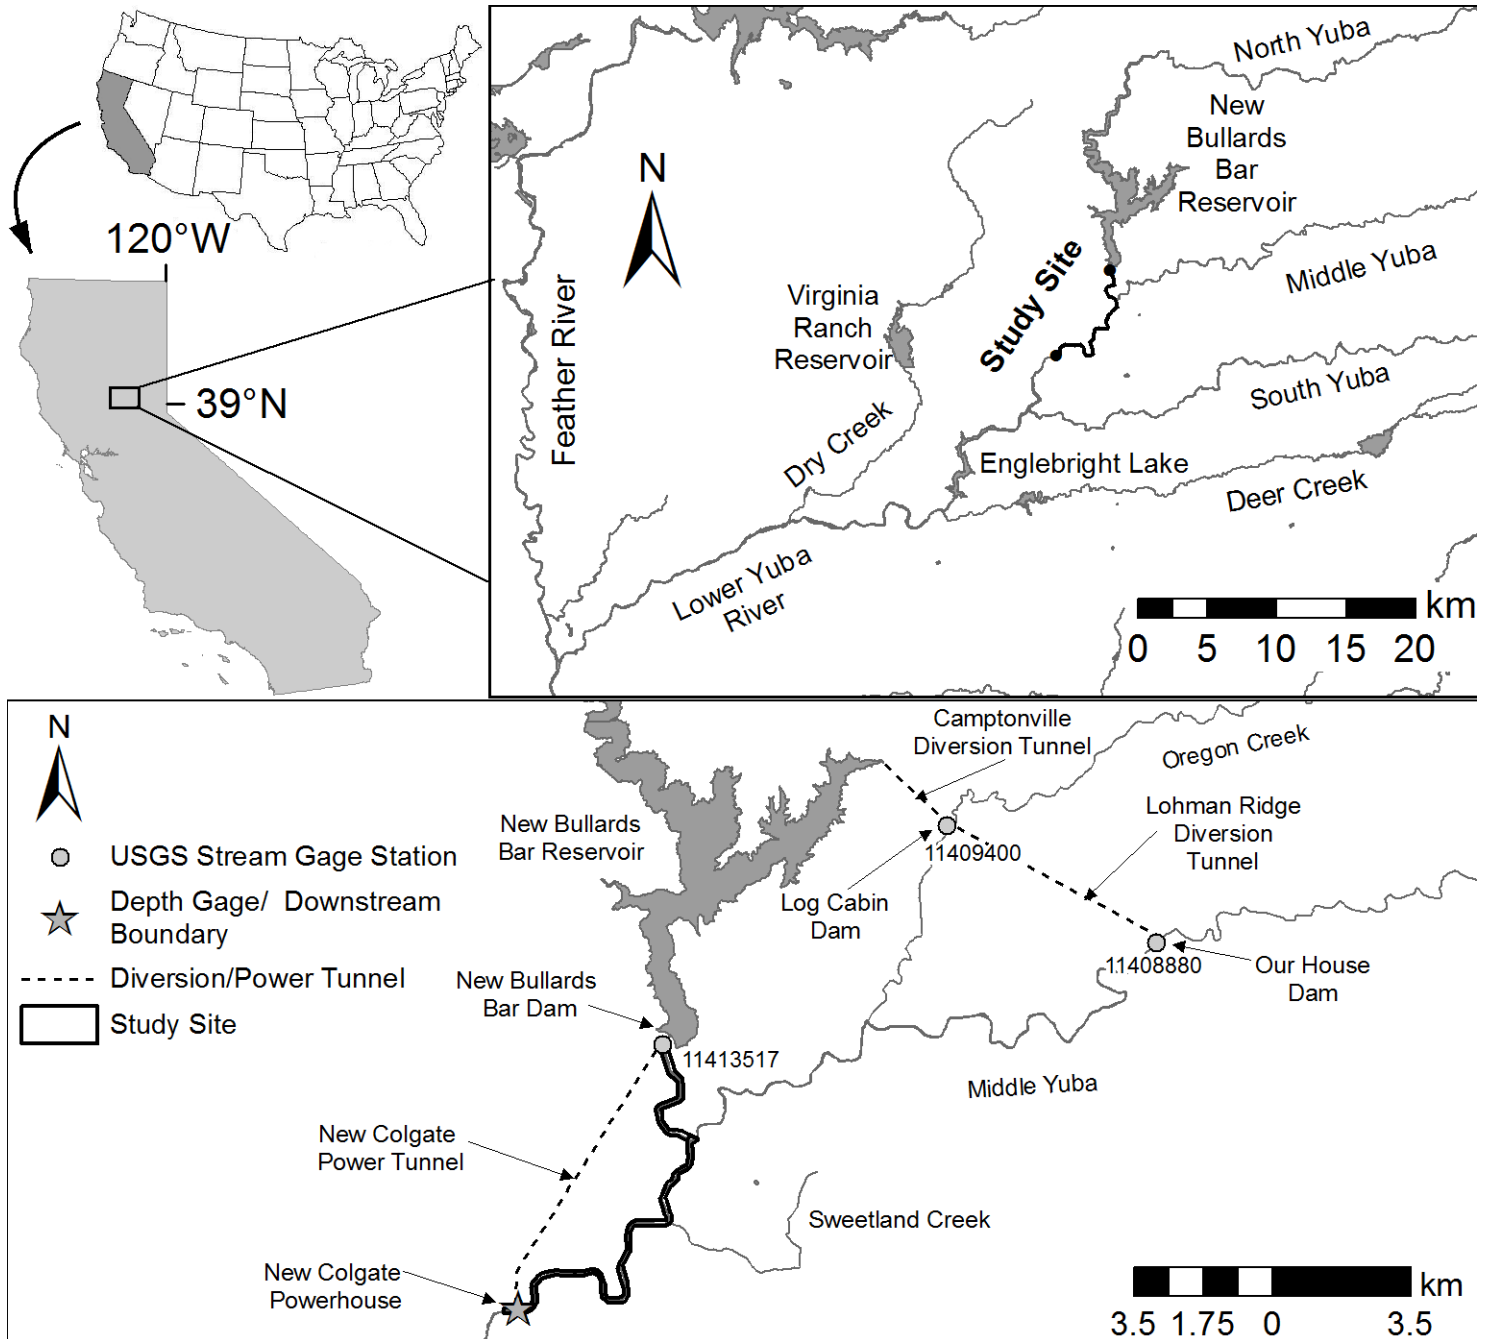 120°W
39°N
N
North Yuba
New
Bullards
Bar
Reservoir
Middle Yuba
Study Site
Virginia
Ranch
Reservoir
Feather River
South Yuba
Dry Creek
Englebright Lake
Deer Creek
Lower Yuba
River
km
0 5 10 15 20
N
USGS Stream Gage Station
Depth Gage/ Downstream
Boundary
Diversion/Power Tunnel
Study Site
Camptonville
Diversion Tunnel
Oregon Creek
Lohman Ridge
Diversion
Tunnel
New Bullards
Bar Reservoir
11409400
Log Cabin
Dam
11408880
Our House
Dam
New Bullards
Bar Dam
11413517
Middle Yuba
New Colgate
Power Tunnel
Sweetland Creek
New Colgate
Powerhouse
km
3.5 1.75 0 3.5